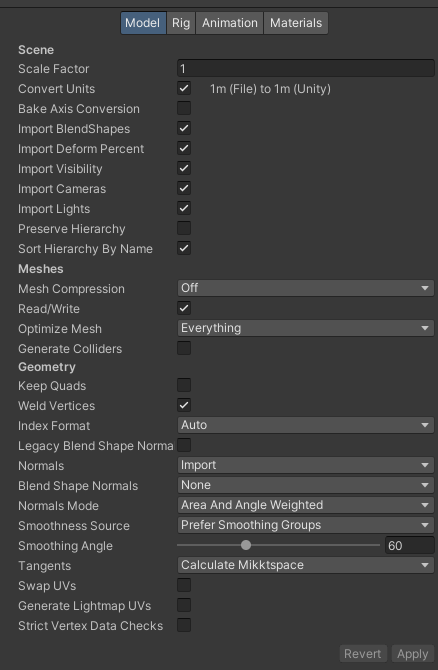 Model Rig Animation Materials
Scene
Scale Factor 1
Convert Units 1m (File) to 1m (Unity)
Bake Axis Conversion
Import BlendShapes
Import Deform Percent
Import Visibility
Import Cameras
Import Lights
Preserve Hierarchy
Sort Hierarchy By Name
Meshes
Mesh Compression Off
Read/Write
Optimize Mesh Everything
Generate Colliders
Geometry
Keep Quads
Weld Vertices
Index Format Auto
Legacy Blend Shape Norma
Normals Import
Blend Shape Normals None
Normals Mode Area And Angle Weighted
Smoothness Source Prefer Smoothing Groups
Smoothing Angle 60
Tangents Calculate Mikktspace
Swap UVs
Generate Lightmap UVs
Strict Vertex Data Checks
Revert Apply